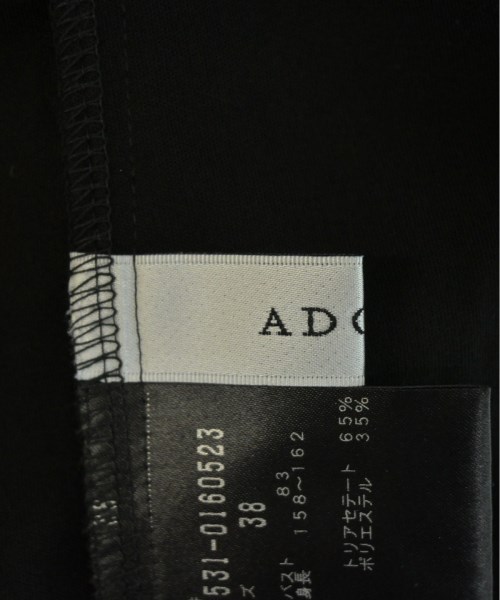 ADO
531-0160523
ズ 38
バスト 83
身長 158～162
トリアセテート 65%
ポリエステル 35%